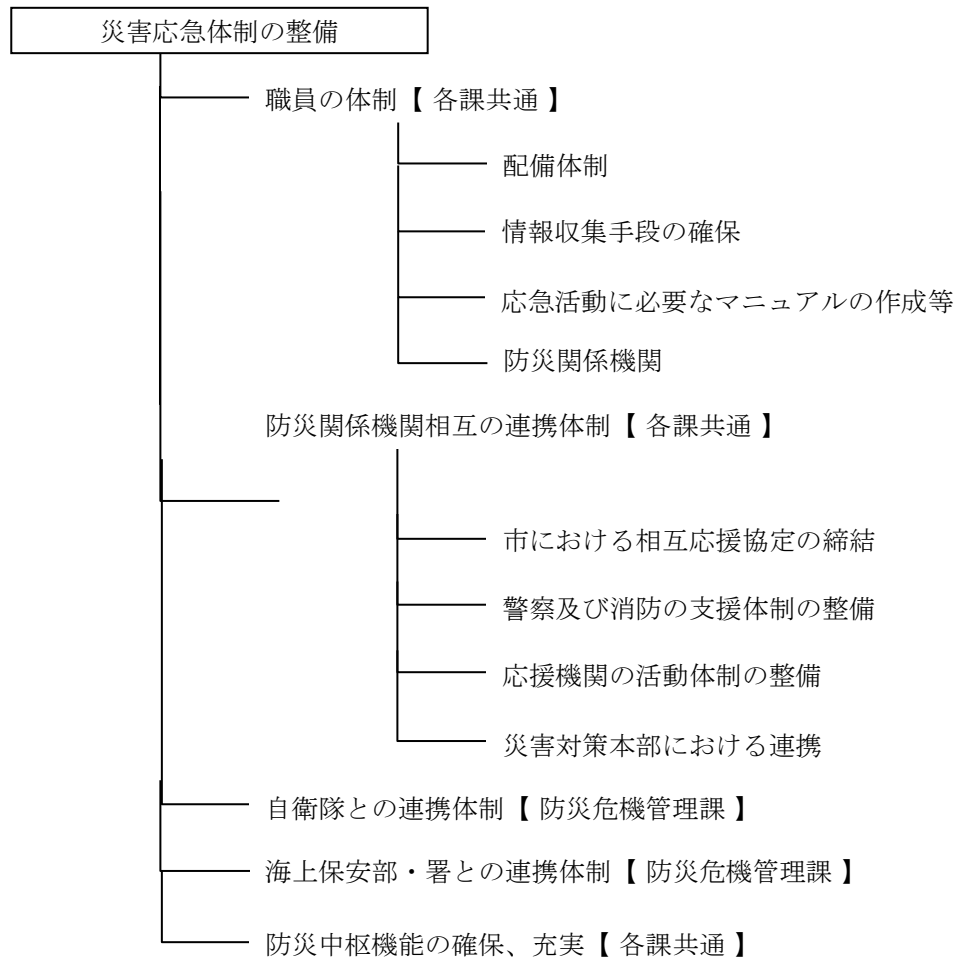 災害応急体制の整備
職員の体制【 各課共通 】
配備体制
情報収集手段の確保
応急活動に必要なマニュアルの作成等
防災関係機関
防災関係機関相互の連携体制【 各課共通 】
市における相互応援協定の締結
警察及び消防の支援体制の整備
応援機関の活動体制の整備
災害対策本部における連携
自衛隊との連携体制【 防災危機管理課 】
海上保安部・署との連携体制【 防災危機管理課 】
防災中枢機能の確保、充実【 各課共通 】